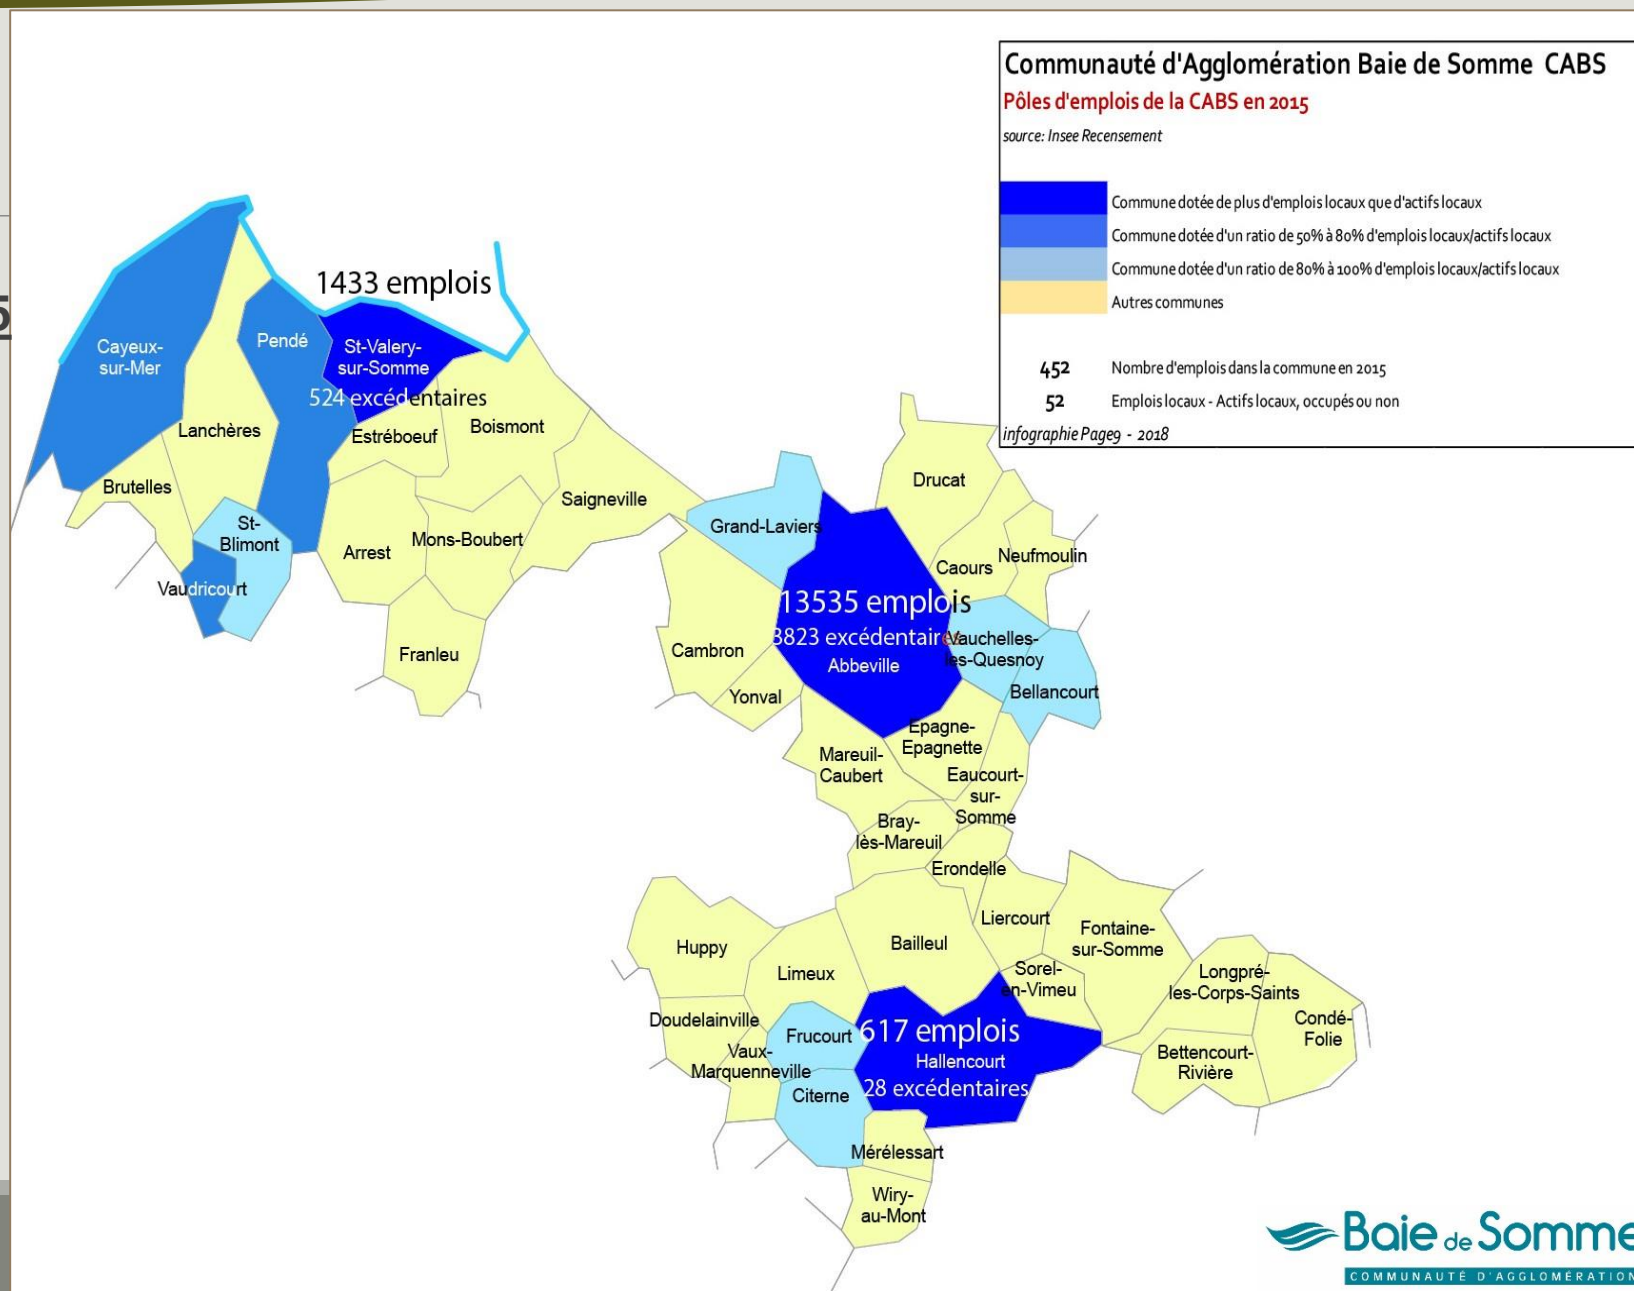 Communauté d'Agglomération Baie de Somme CABS
Pôles d'emplois de la CABS en 2015
source: Insee Recensement
Commune dotée de plus d'emplois locaux que d'actifs locaux
Commune dotée d'un ratio de 50% à 80% d'emplois locaux/actifs locaux
Commune dotée d'un ratio de 80% à 100% d'emplois locaux/actifs locaux
Autres communes
452 Nombre d'emplois dans la commune en 2015
52 Emplois locaux - Actifs locaux, occupés ou non
infographie Page9 - 2018
5
1433 emplois
Cayeux-
sur-Mer
Pendé
St-Valery-
sur-Somme
524 excédentaires
Lanchères
Estréboeuf
Boismont
Brutelles
Saigneville
St-
Blimont
Arrest
Mons-Boubert
Vaudricourt
Franleu
Drucat
Grand-Laviers
Neufmoulin
Caours
13535 emplois
3823 excédentaires
Abbeville
Vauchelles-
les-Quesnoy
Bellancourt
Cambron
Yonval
Epagne-
Epagnette
Mareuil-
Caubert
Eaucourt-
sur-
Somme
Bray-
lès-Mareuil
Erondelle
Liercourt
Huppy
Bailleul
Fontaine-
sur-Somme
Limeux
Sorel-
en-Vimeu
Longpré-
les-Corps-Saints
Doudelainville
Condé-
Folie
Frucourt
617 emplois
Hallencourt
28 excédentaires
Vaux-
Marquenneville
Bettencourt-
Rivière
Citerne
Mérélessart
Wiry-
au-Mont
Baie de Somme
COMMUNAUTÉ D'AGGLOMÉRATION